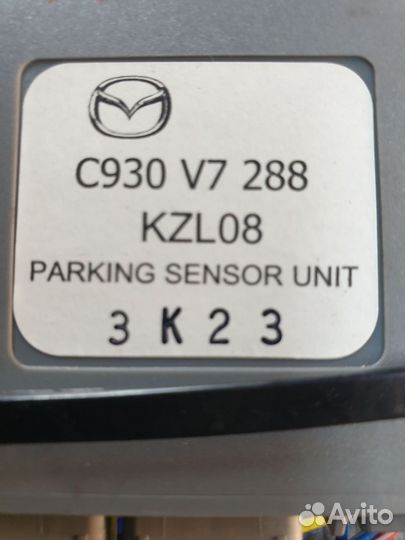 C930 V7 288
KZL08
PARKING SENSOR UNIT
3 K 2 3
Avito